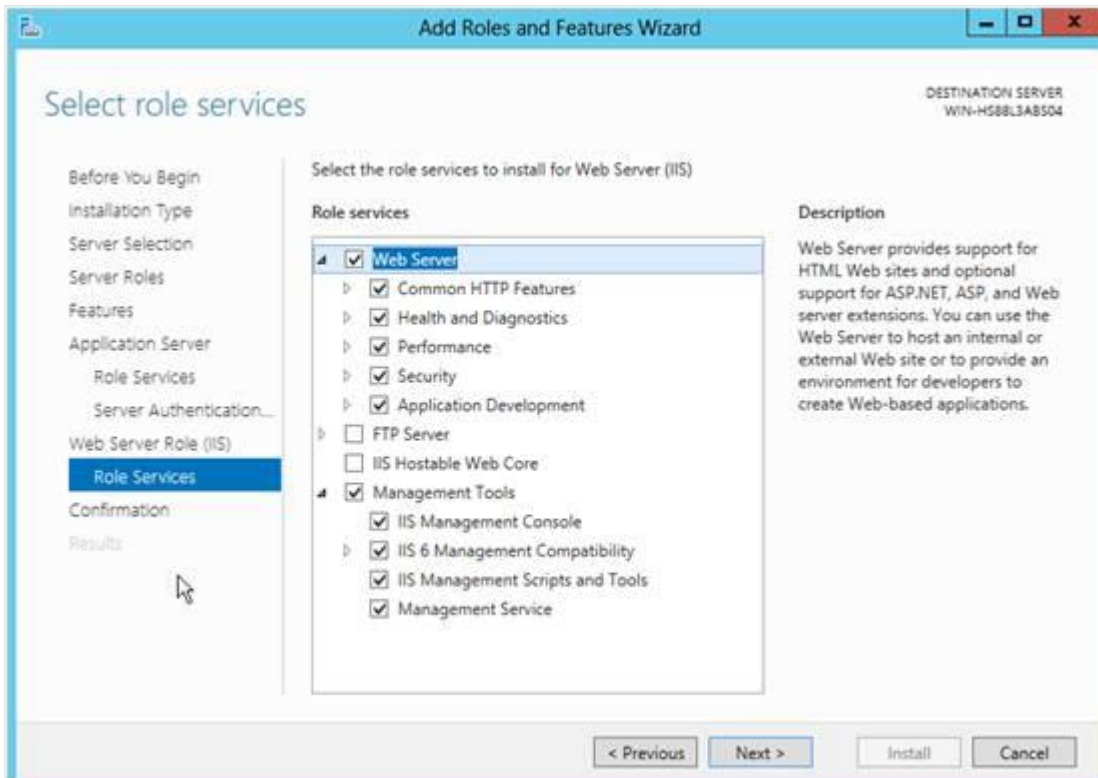 Add Roles and Features Wizard
Select role services
DESTINATION SERVER
WIN-HS88L3ABS04
Before You Begin
Installation Type
Server Selection
Server Roles
Features
Application Server
Role Services
Server Authentication...
Web Server Role (IIS)
Role Services
Confirmation
Results
Select the role services to install for Web Server (IIS)
Role services
Web Server
Common HTTP Features
Health and Diagnostics
Performance
Security
Application Development
FTP Server
IIS Hostable Web Core
Management Tools
IIS Management Console
IIS 6 Management Compatibility
IIS Management Scripts and Tools
Management Service
Description
Web Server provides support for
HTML Web sites and optional
support for ASP.NET, ASP, and Web
server extensions. You can use the
Web Server to host an internal or
external Web site or to provide an
environment for developers to
create Web-based applications.
< Previous
Next >
Install
Cancel